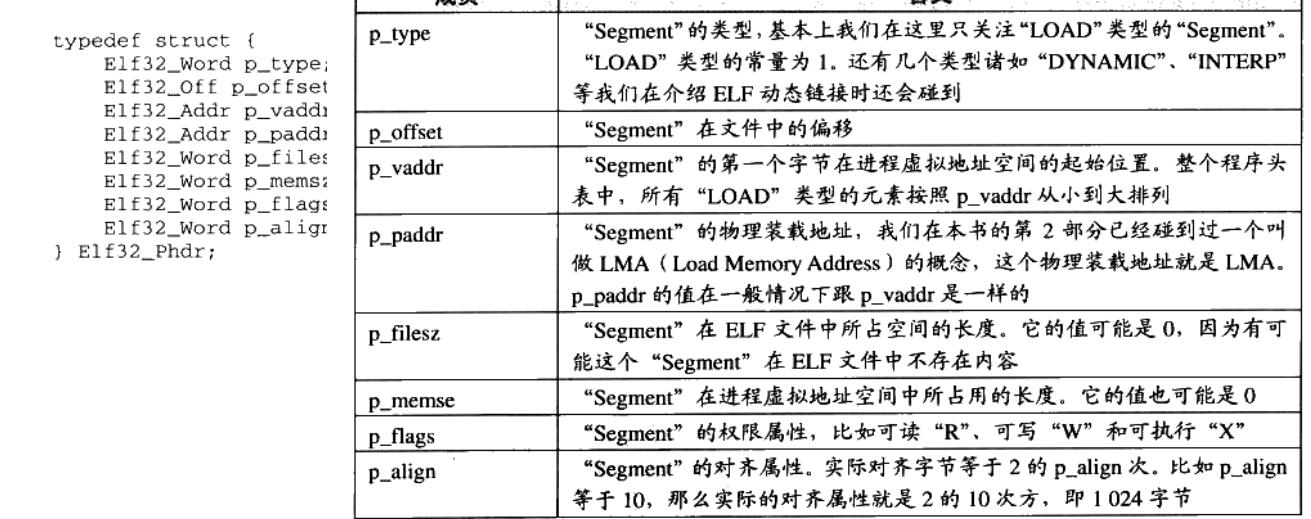 typedef struct {
Elf32_Word p_type;
Elf32_Off p_offset
Elf32_Addr p_vadd
Elf32_Addr p_padd
Elf32_Word p_files
Elf32_Word p_mems
Elf32_Word p_flags
Elf32_Word p_alig
} Elf32_Phdr;
p_type
“Segment”的类型，基本上我们在这里只关注“LOAD”类型的“Segment”。
“LOAD”类型的常量为 1。还有几个类型诸如“DYNAMIC”、“INTERP”
等我们在介绍 ELF 动态链接时还会碰到
p_offset
“Segment”在文件中的偏移
p_vaddr
“Segment”的第一个字节在进程虚拟地址空间的起始位置。整个程序头
表中，所有“LOAD”类型的元素按照 p_vaddr 从小到大排列
p_paddr
“Segment”的物理装载地址，我们在本书的第 2 部分已经碰到过一个叫
做 LMA（Load Memory Address）的概念，这个物理装载地址就是 LMA。
p_paddr 的值在一般情况下跟 p_vaddr 是一样的
p_filesz
“Segment”在 ELF 文件中所占空间的长度。它的值可能是 0，因为有可
能这个“Segment”在 ELF 文件中不存在内容
p_memse
“Segment”在进程虚拟地址空间中所占用的长度。它的值也可能是 0
p_flags
“Segment”的权限属性，比如可读“R”、可写“W”和可执行“X”
p_align
“Segment”的对齐属性。实际对齐字节等于 2 的 p_align 次。比如 p_align
等于 10，那么实际的对齐属性就是 2 的 10 次方，即 1 024 字节